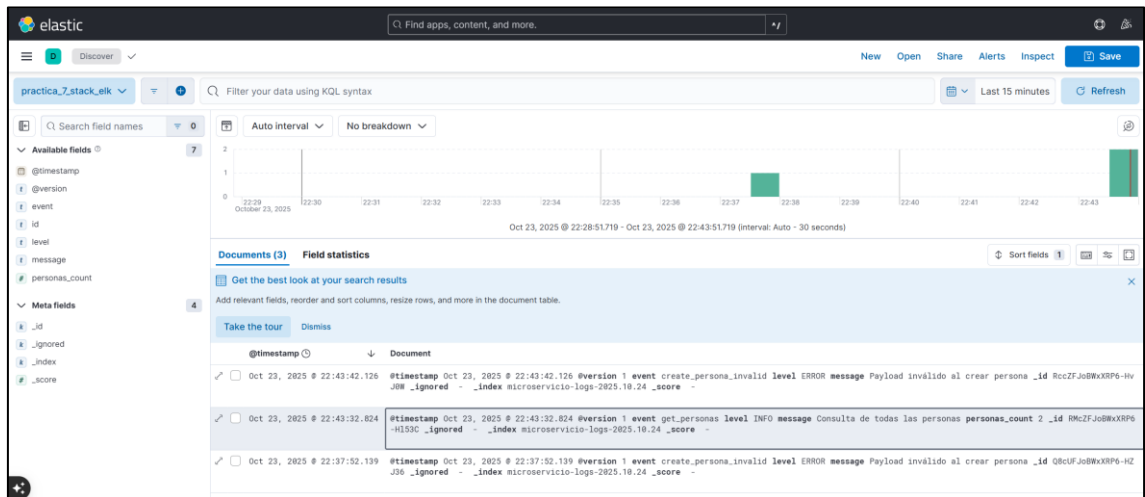 elastic
Find apps, content, and more.
^/
D
Discover
New
Open
Share
Alerts
Inspect
Save
practica_7_stack_elk
Filter your data using KQL syntax
Last 15 minutes
Refresh
Search field names
0
Auto interval
No breakdown
Available fields
7
@timestamp
@version
event
id
level
message
personas_count
Meta fields
4
_id
_ignored
_index
_score
2
1
0
22:29 22:30 22:31 22:32 22:33 22:34 22:35 22:36 22:37 22:38 22:39 22:40 22:41 22:42 22:43
October 23, 2025
Oct 23, 2025 @ 22:28:51.719 - Oct 23, 2025 @ 22:43:51.719 (interval: Auto - 30 seconds)
Documents (3)
Field statistics
Sort fields 1
Get the best look at your search results
Add relevant fields, reorder and sort columns, resize rows, and more in the document table.
Take the tour
Dismiss
@timestamp
Document
Oct 23, 2025 @ 22:43:42.126
@timestamp Oct 23, 2025 @ 22:43:42.126 @version 1 event create_persona_invalid level ERROR message Payload inválido al crear persona _id RccZFJoBWxXRP6-Hv
J0W _ignored - _index microservicio-logs-2025.10.24 _score -
Oct 23, 2025 @ 22:43:32.824
@timestamp Oct 23, 2025 @ 22:43:32.824 @version 1 event get_personas level INFO message Consulta de todas las personas personas_count 2 _id RMcZFJoBWxXRP6
-Hl53C _ignored - _index microservicio-logs-2025.10.24 _score -
Oct 23, 2025 @ 22:37:52.139
@timestamp Oct 23, 2025 @ 22:37:52.139 @version 1 event create_persona_invalid level ERROR message Payload inválido al crear persona _id Q8cUFJoBWxXRP6-HZ
J36 _ignored - _index microservicio-logs-2025.10.24 _score -